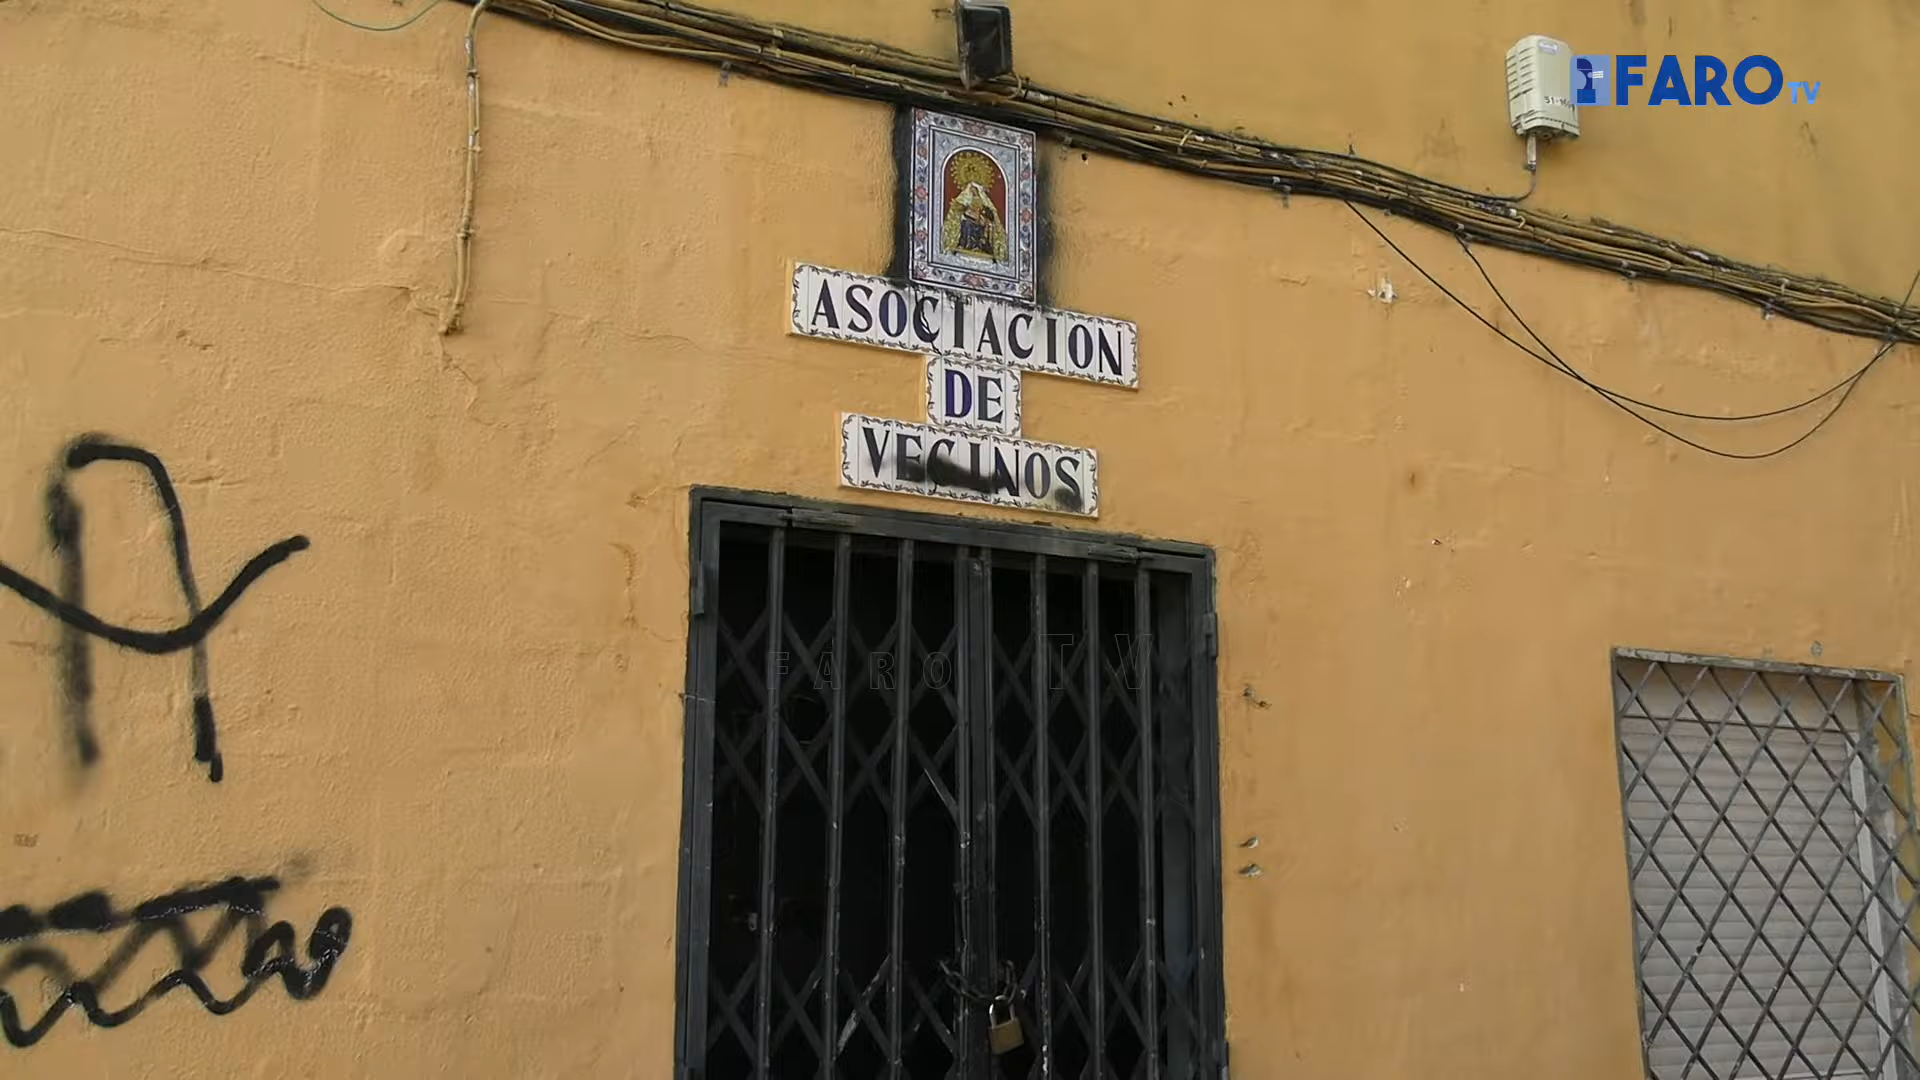 FARO TV
ASOCIACION
DE
VECINOS
FARO TV